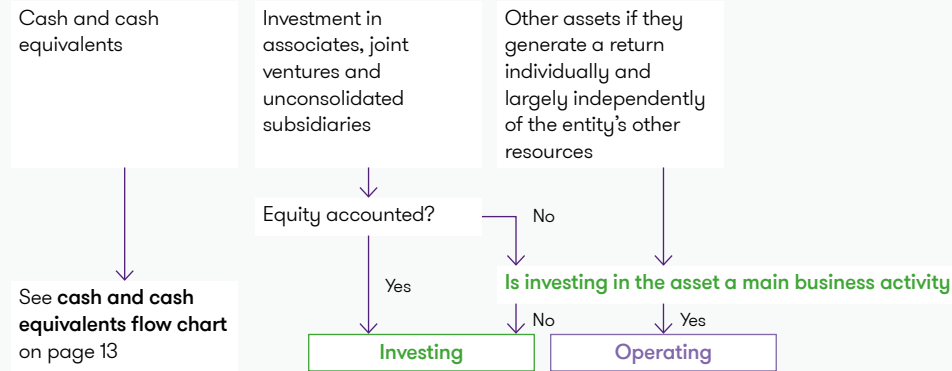 Cash and cash
equivalents
Investment in
associates, joint
ventures and
unconsolidated
subsidiaries
Other assets if they
generate a return
individually and
largely independently
of the entity's other
resources
Equity accounted?
No
Yes
Is investing in the asset a main business activity
See cash and cash
equivalents flow chart
on page 13
No
Yes
Investing
Operating